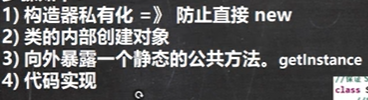 1) 构造器私有化 =》 防止直接 new
2) 类的内部创建对象
3) 向外暴露一个静态的公共方法。getInstance
4) 代码实现
class S